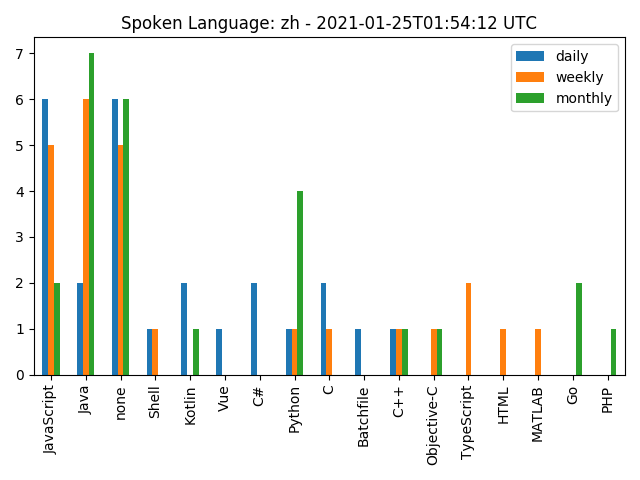 Spoken Language: zh - 2021-01-25T01:54:12 UTC
daily
weekly
monthly
7
6
5
4
3
2
1
0
JavaScript
Java
none
Shell
Kotlin
Vue
C#
Python
C
Batchfile
C++
Objective-C
TypeScript
HTML
MATLAB
Go
PHP